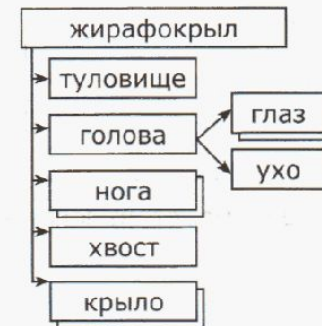 жирафокрыл
туловище
голова
глаз
ухо
нога
хвост
крыло